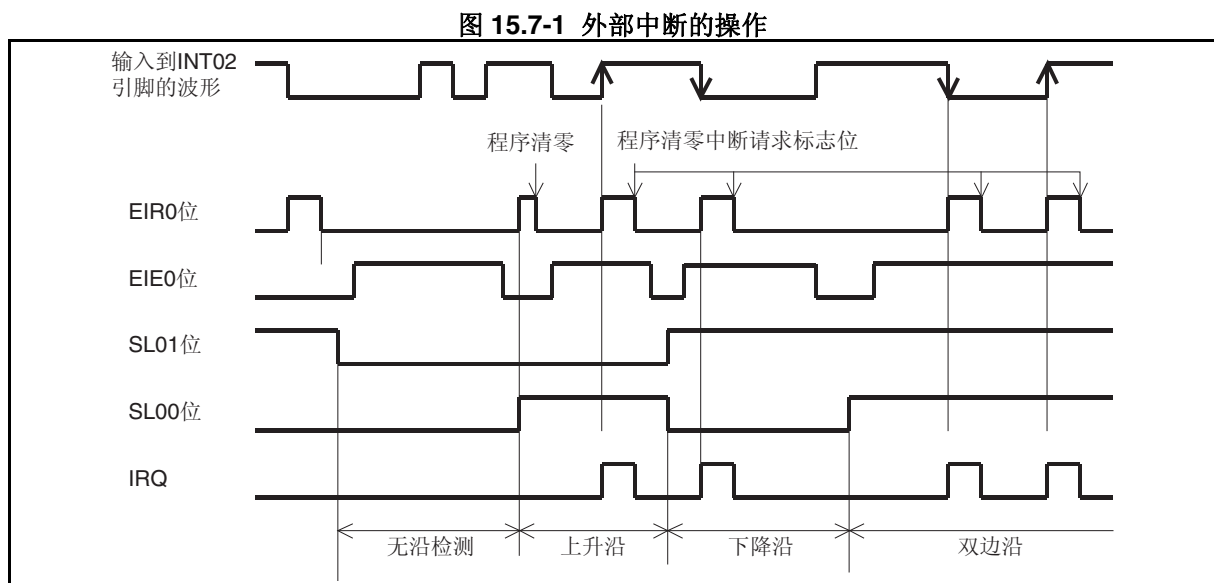 图 15.7-1 外部中断的操作
输入到INT02
引脚的波形
程序清零
程序清零中断请求标志位
EIR0位
EIE0位
SL01位
SL00位
IRQ
无沿检测
上升沿
下降沿
双边沿